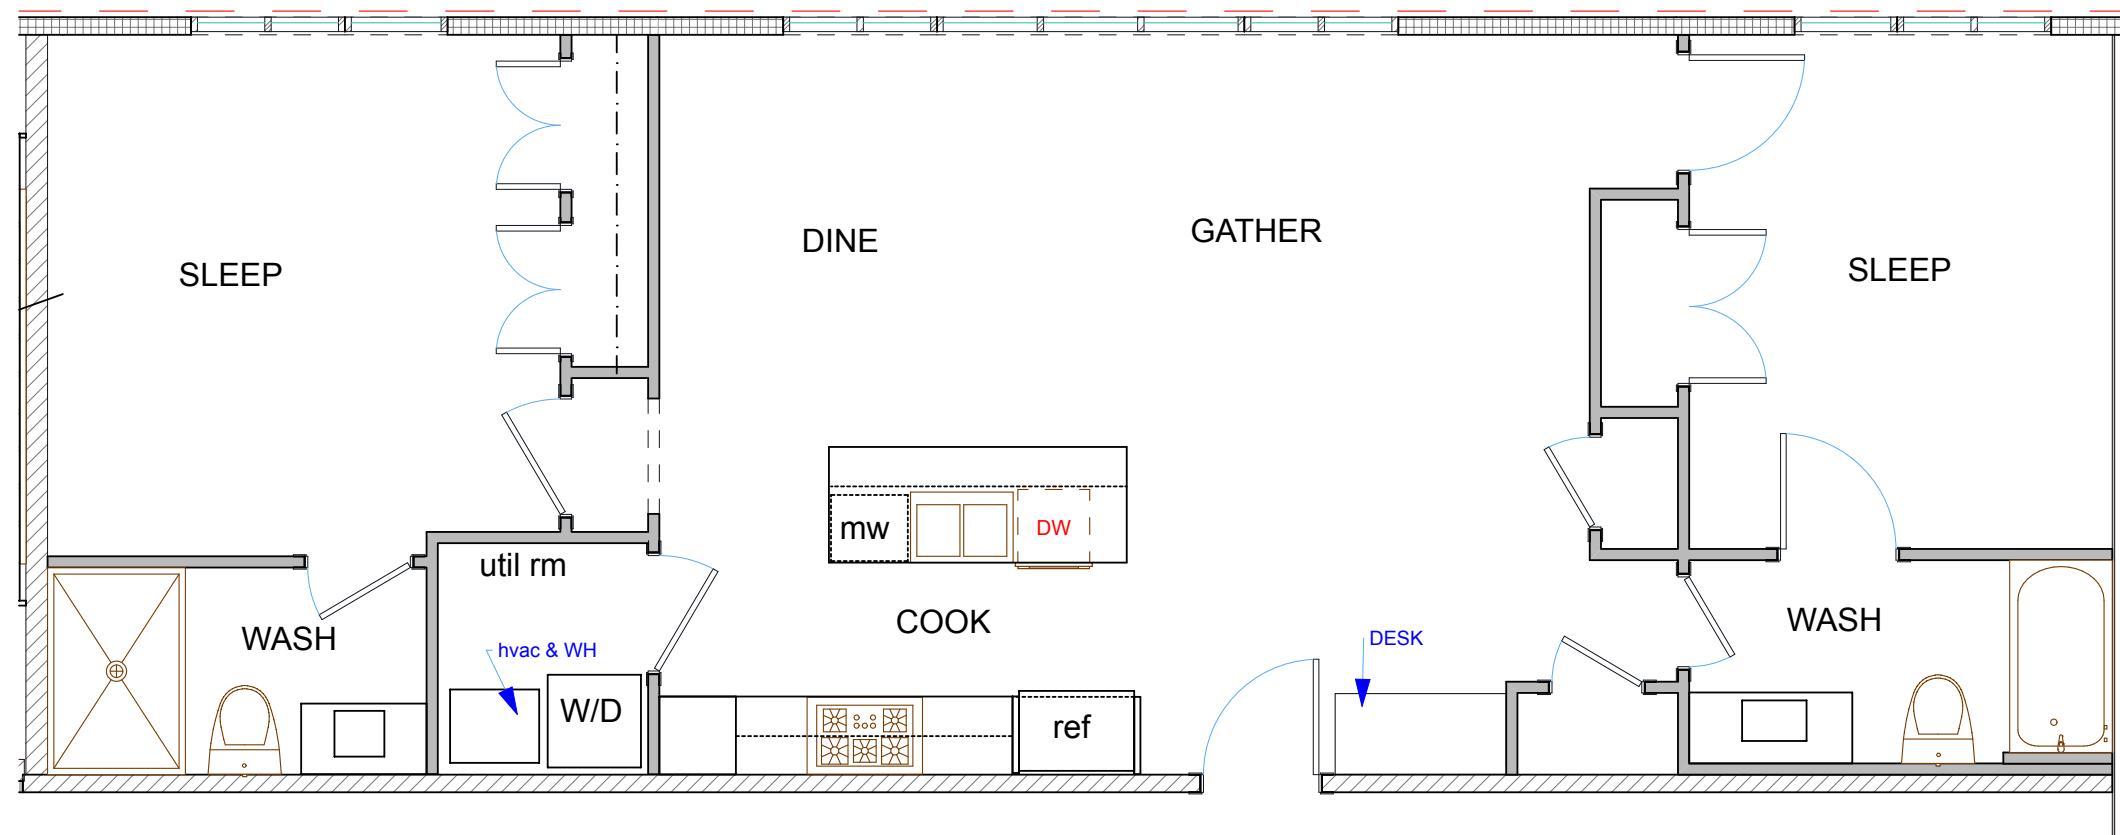 DINE
GATHER
SLEEP
SLEEP
mw
DW
util rm
COOK
WASH
WASH
hvac & WH
DESK
W/D
ref